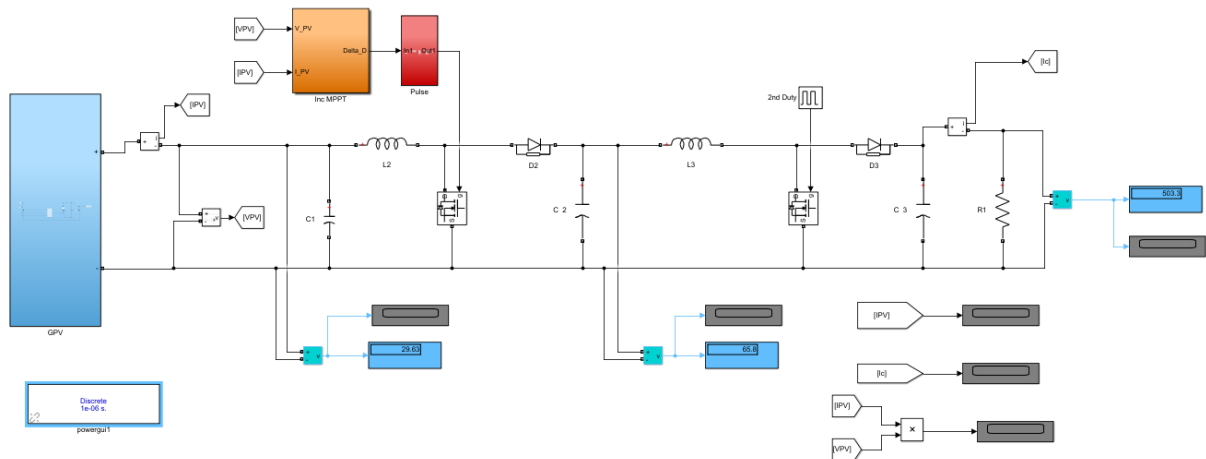 [VPV]
V_PV
[IPV]
I_PV
Delta_D
Inc MPPT
In1
Out1
Pulse
[IPV]
+
-
i
[Ic]
2nd Duty
+
-
i
+
-
GPV
+
-
v
[VPV]
C1
L2
D
S
g
D2
C 2
L3
D
S
g
D3
C 3
R1
+
-
v
503.3
+
-
v
29.63
+
-
v
65.8
[IPV]
[Ic]
[IPV]
[VPV]
×
Discrete
1e-06 s.
powergui1